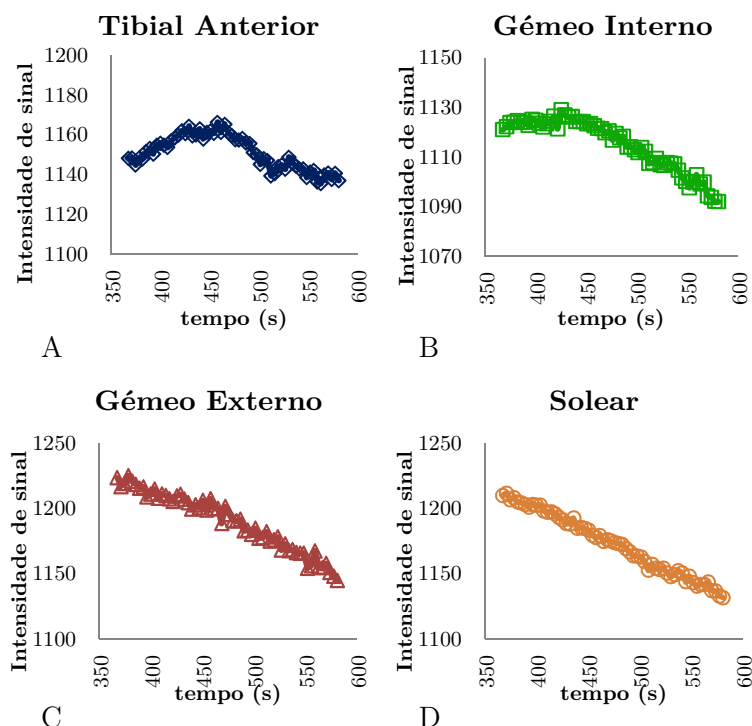 Tibial Anterior
Intensidade de sinal
1200
1180
1160
1140
1120
1100
350
400
450
500
550
600
tempo (s)
A
Gémeo Interno
Intensidade de sinal
1150
1130
1110
1090
1070
350
400
450
500
550
600
tempo (s)
B
Gémeo Externo
Intensidade de sinal
1250
1200
1150
1100
350
400
450
500
550
600
tempo (s)
C
Solear
Intensidade de sinal
1250
1200
1150
1100
350
400
450
500
550
600
tempo (s)
D